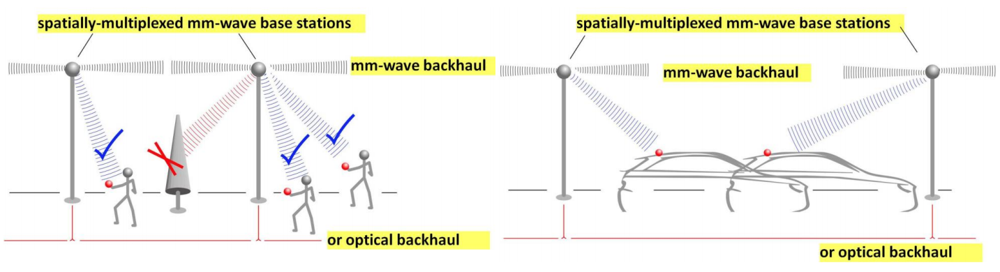 spatially-multiplexed mm-wave base stations
mm-wave backhaul
or optical backhaul
spatially-multiplexed mm-wave base stations
mm-wave backhaul
or optical backhaul